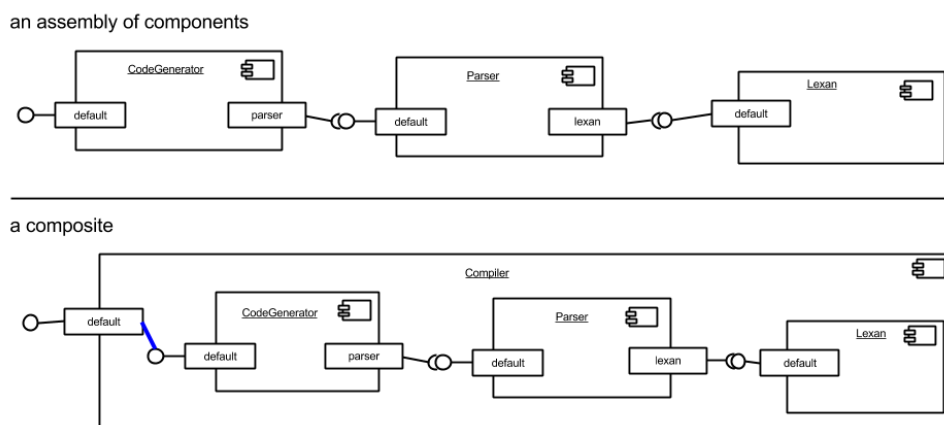 an assembly of components
CodeGenerator
Parser
Lexan
default
parser
default
lexan
default
a composite
Compiler
default
CodeGenerator
Parser
Lexan
default
parser
default
lexan
default